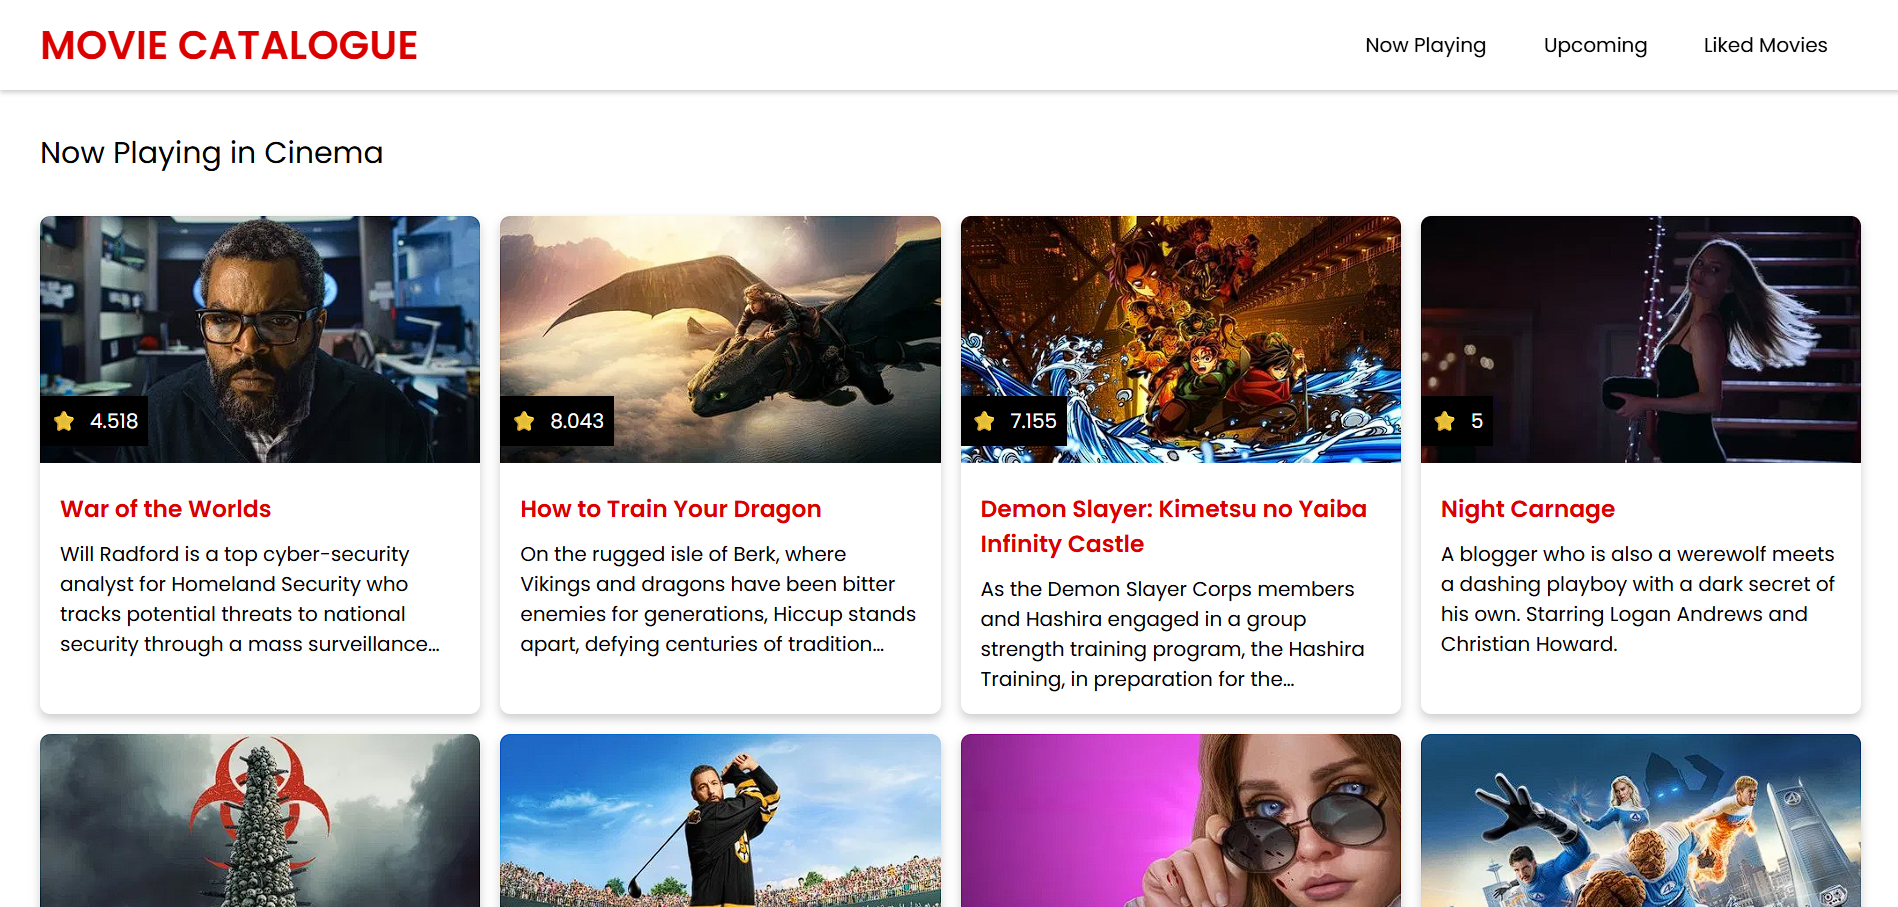 MOVIE CATALOGUE
Now Playing
Upcoming
Liked Movies
Now Playing in Cinema
4.518
War of the Worlds
Will Radford is a top cyber-security
analyst for Homeland Security who
tracks potential threats to national
security through a mass surveillance...
8.043
How to Train Your Dragon
On the rugged isle of Berk, where
Vikings and dragons have been bitter
enemies for generations, Hiccup stands
apart, defying centuries of tradition...
7.155
Demon Slayer: Kimetsu no Yaiba
Infinity Castle
As the Demon Slayer Corps members
and Hashira engaged in a group
strength training program, the Hashira
Training, in preparation for the...
5
Night Carnage
A blogger who is also a werewolf meets
a dashing playboy with a dark secret of
his own. Starring Logan Andrews and
Christian Howard.